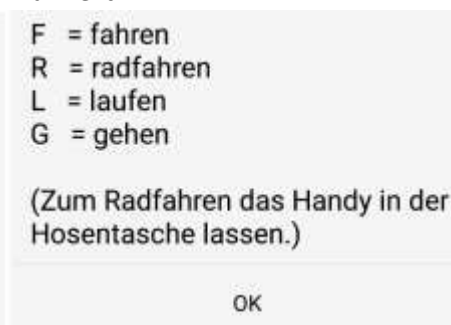 F = fahren
R = radfahren
L = laufen
G = gehen
(Zum Radfahren das Handy in der
Hosentasche lassen.)
OK